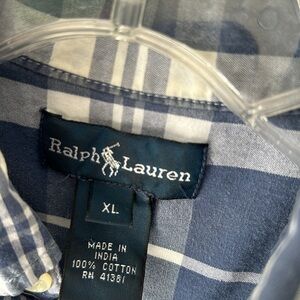 Ralph Lauren
XL
MADE IN
INDIA
100% COTTON
RN 41381